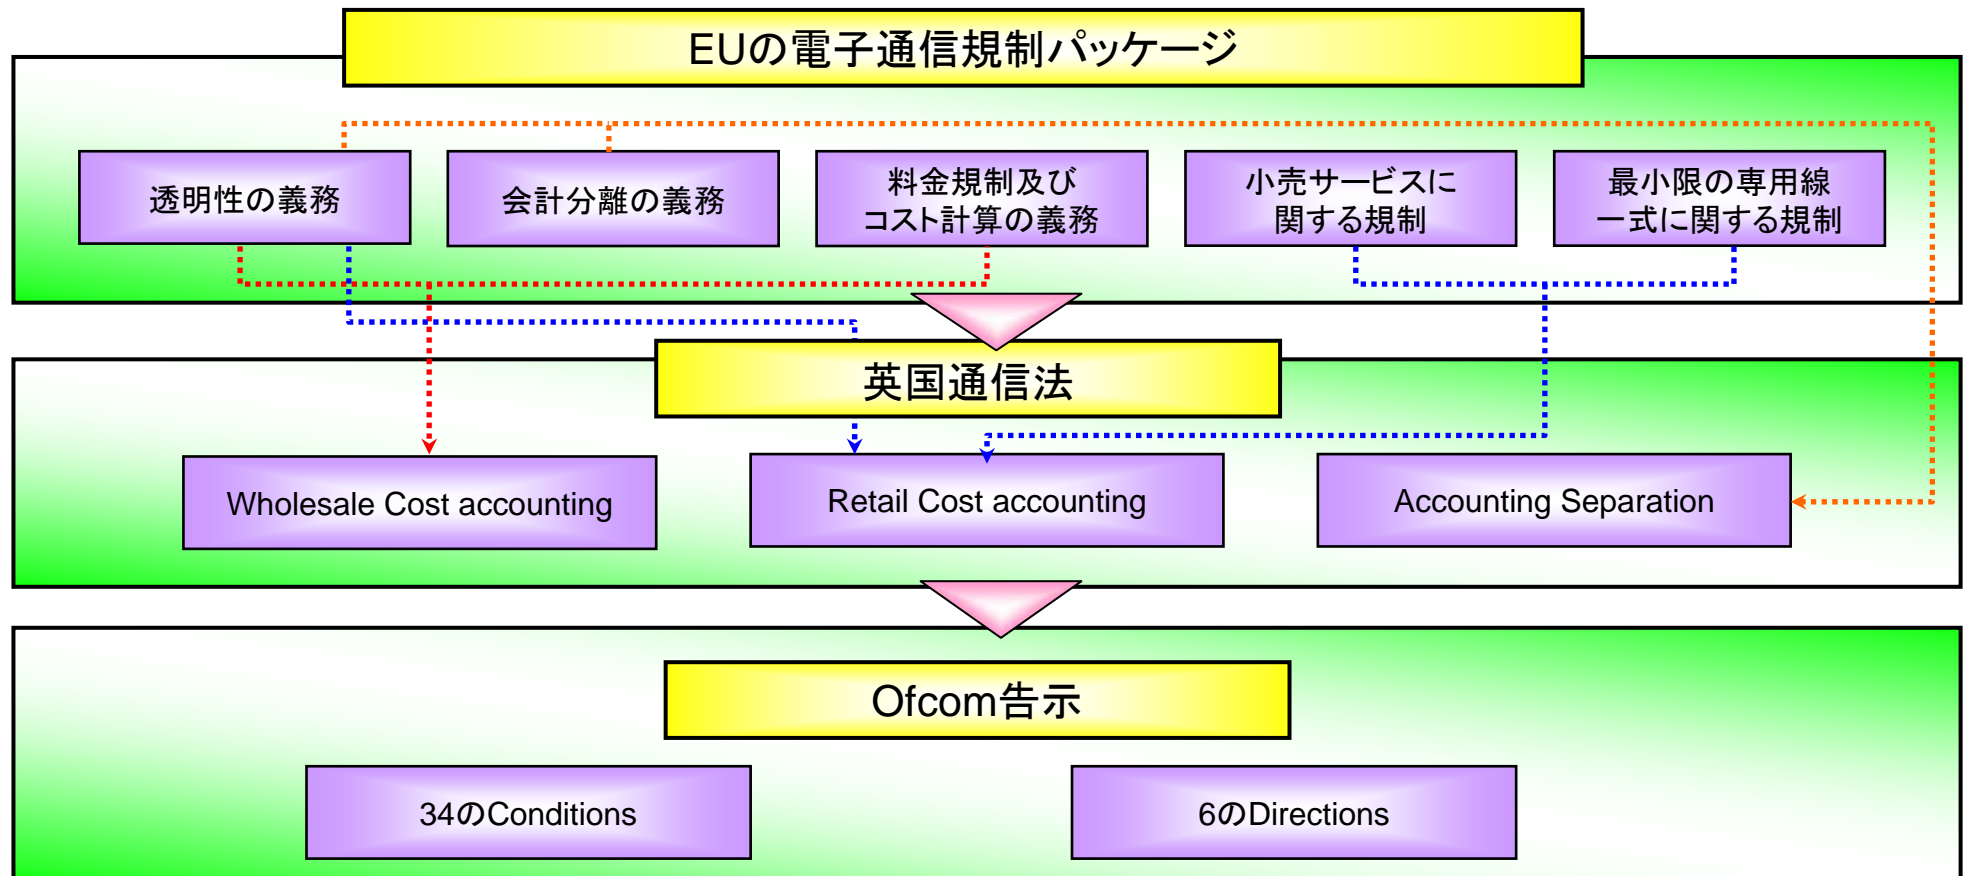 EUの電子通信規制パッケージ
透明性の義務
会計分離の義務
料金規制及び
コスト計算の義務
小売サービスに
関する規制
最小限の専用線
一式に関する規制
英国通信法
Wholesale Cost accounting
Retail Cost accounting
Accounting Separation
Ofcom告示
34のConditions
6のDirections